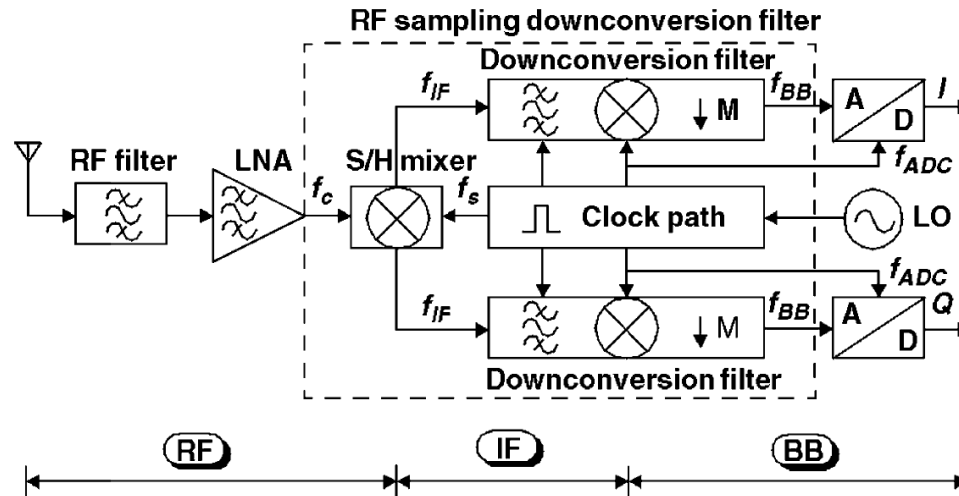 RF sampling downconversion filter
Downconversion filter
f_IF
f_BB
I
A
D
↓ M
RF filter
LNA
S/H mixer
f_c
f_s
f_ADC
Clock path
LO
f_ADC
f_IF
f_BB
Q
A
D
↓ M
Downconversion filter
RF
IF
BB